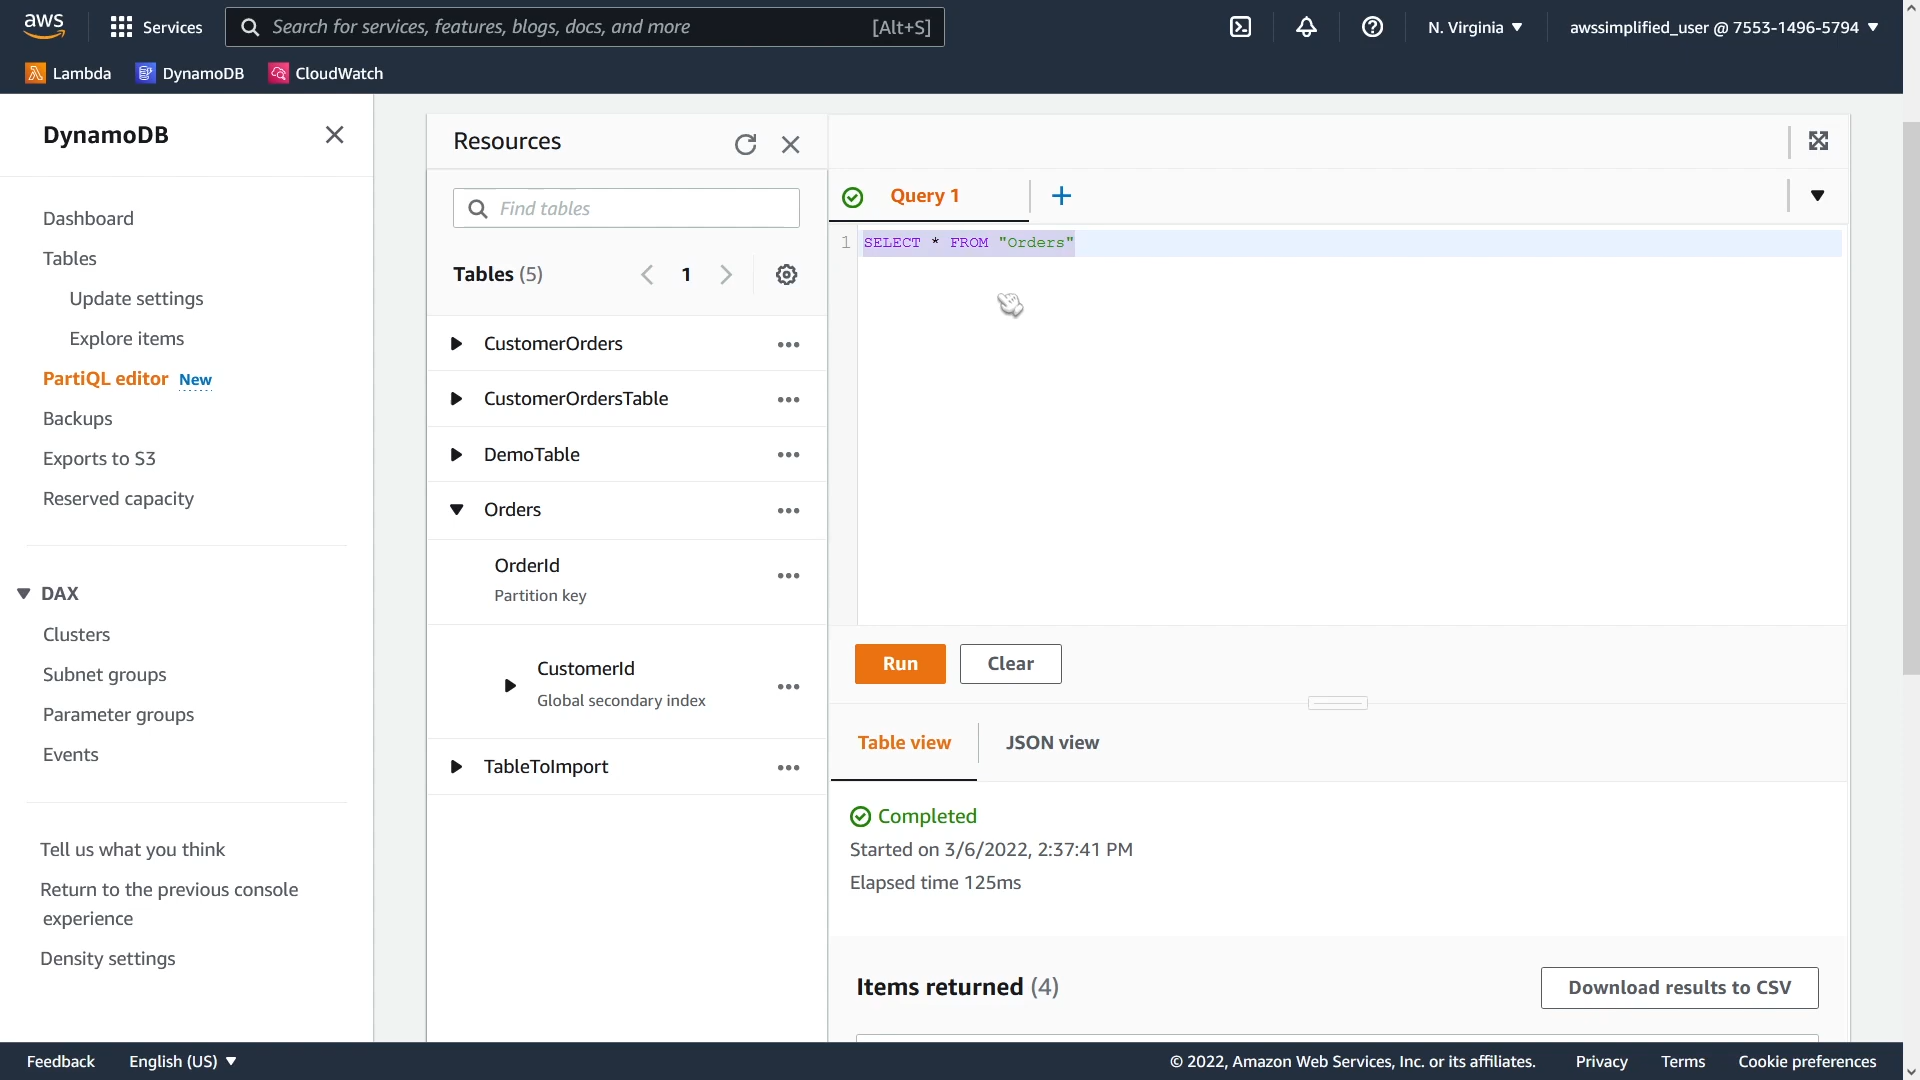 aws
Services
Search for services, features, blogs, docs, and more
[Alt+S]
N. Virginia
awssimplified_user @ 7553-1496-5794
Lambda
DynamoDB
CloudWatch
DynamoDB
Dashboard
Tables
Update settings
Explore items
PartiQL editor New
Backups
Exports to S3
Reserved capacity
DAX
Clusters
Subnet groups
Parameter groups
Events
Tell us what you think
Return to the previous console
experience
Density settings
Resources
Find tables
Tables (5)
1
CustomerOrders
CustomerOrdersTable
DemoTable
Orders
OrderId
Partition key
CustomerId
Global secondary index
TableToImport
Query 1
1 SELECT * FROM "Orders"
Run
Clear
Table view
JSON view
Completed
Started on 3/6/2022, 2:37:41 PM
Elapsed time 125ms
Items returned (4)
Download results to CSV
Feedback
English (US)
© 2022, Amazon Web Services, Inc. or its affiliates.
Privacy
Terms
Cookie preferences